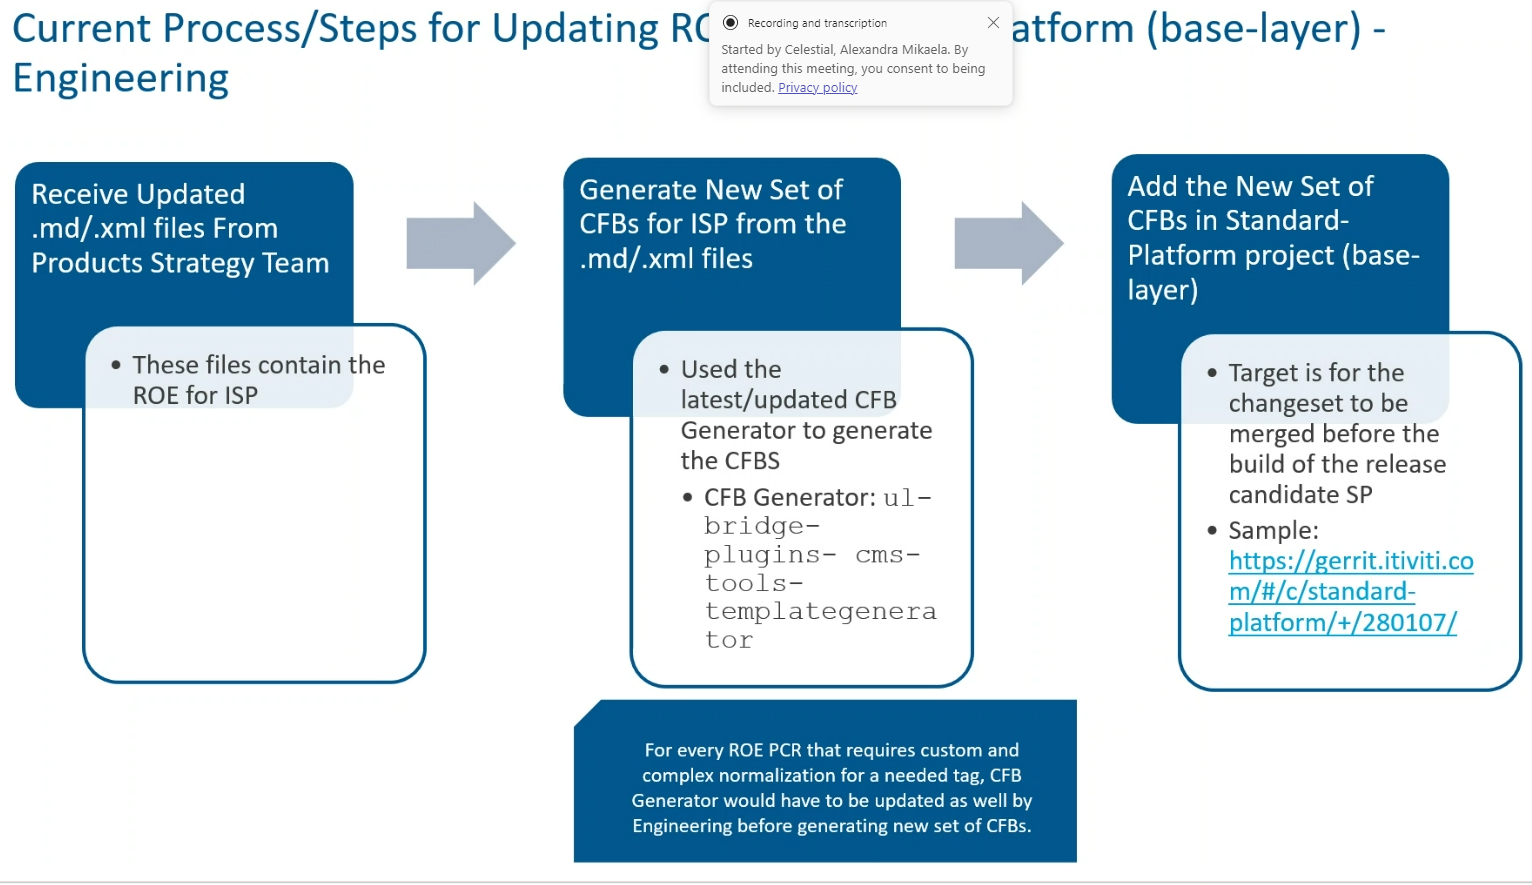 Current Process/Steps for Updating RO
atform (base-layer) -
Engineering
Recording and transcription
Started by Celestial, Alexandra Mikaela. By
attending this meeting, you consent to being
included. Privacy policy
Receive Updated
.md/.xml files From
Products Strategy Team
• These files contain the
ROE for ISP
Generate New Set of
CFBs for ISP from the
.md/.xml files
• Used the
latest/updated CFB
Generator to generate
the CFBS
• CFB Generator: ul-
bridge-
plugins- cms-
tools-
templategenera
tor
Add the New Set of
CFBs in Standard-
Platform project (base-
layer)
• Target is for the
changeset to be
merged before the
build of the release
candidate SP
• Sample:
https://gerrit.itiviti.co
m/#/c/standard-
platform/+/280107/
For every ROE PCR that requires custom and
complex normalization for a needed tag, CFB
Generator would have to be updated as well by
Engineering before generating new set of CFBs.